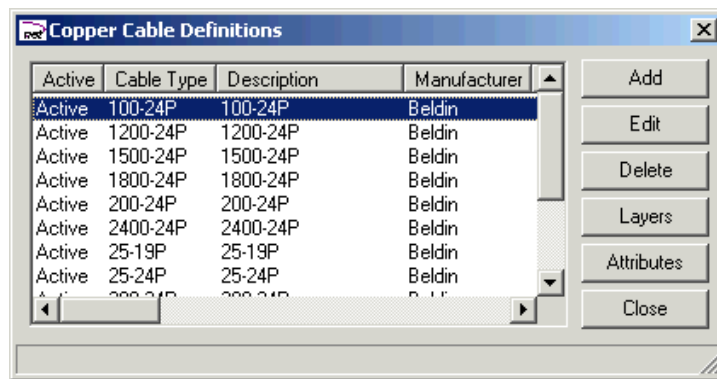 Copper Cable Definitions
Active Cable Type Description Manufacturer
Active 100-24P 100-24P Beldin
Active 1200-24P 1200-24P Beldin
Active 1500-24P 1500-24P Beldin
Active 1800-24P 1800-24P Beldin
Active 200-24P 200-24P Beldin
Active 2400-24P 2400-24P Beldin
Active 25-19P 25-19P Beldin
Active 25-24P 25-24P Beldin
Add
Edit
Delete
Layers
Attributes
Close